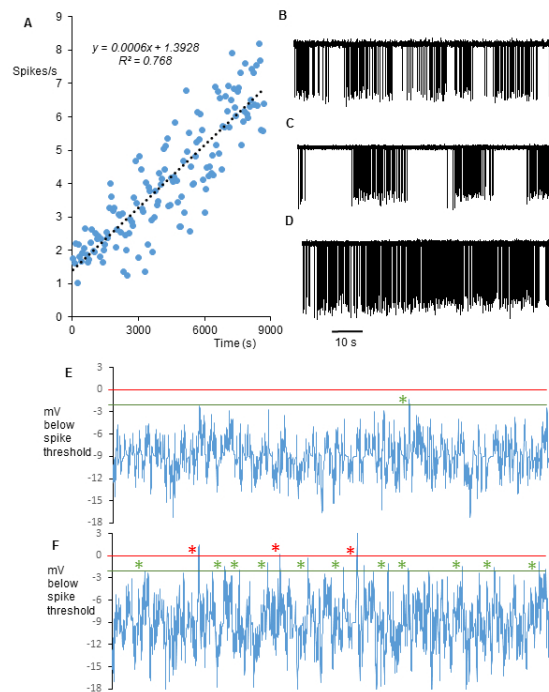 A
B
C
D
Spikes/s
y = 0.0006x + 1.3928
R² = 0.768
9
8
7
6
5
4
3
2
1
0
0 3000 6000 9000
Time (s)
10 s
E
mV
below
spike
threshold
0
-3
-6
-9
-12
-15
-18
*
F
mV
below
spike
threshold
3
0
-3
-6
-9
-12
-15
-18
* * *
* * * * * * * * * * *